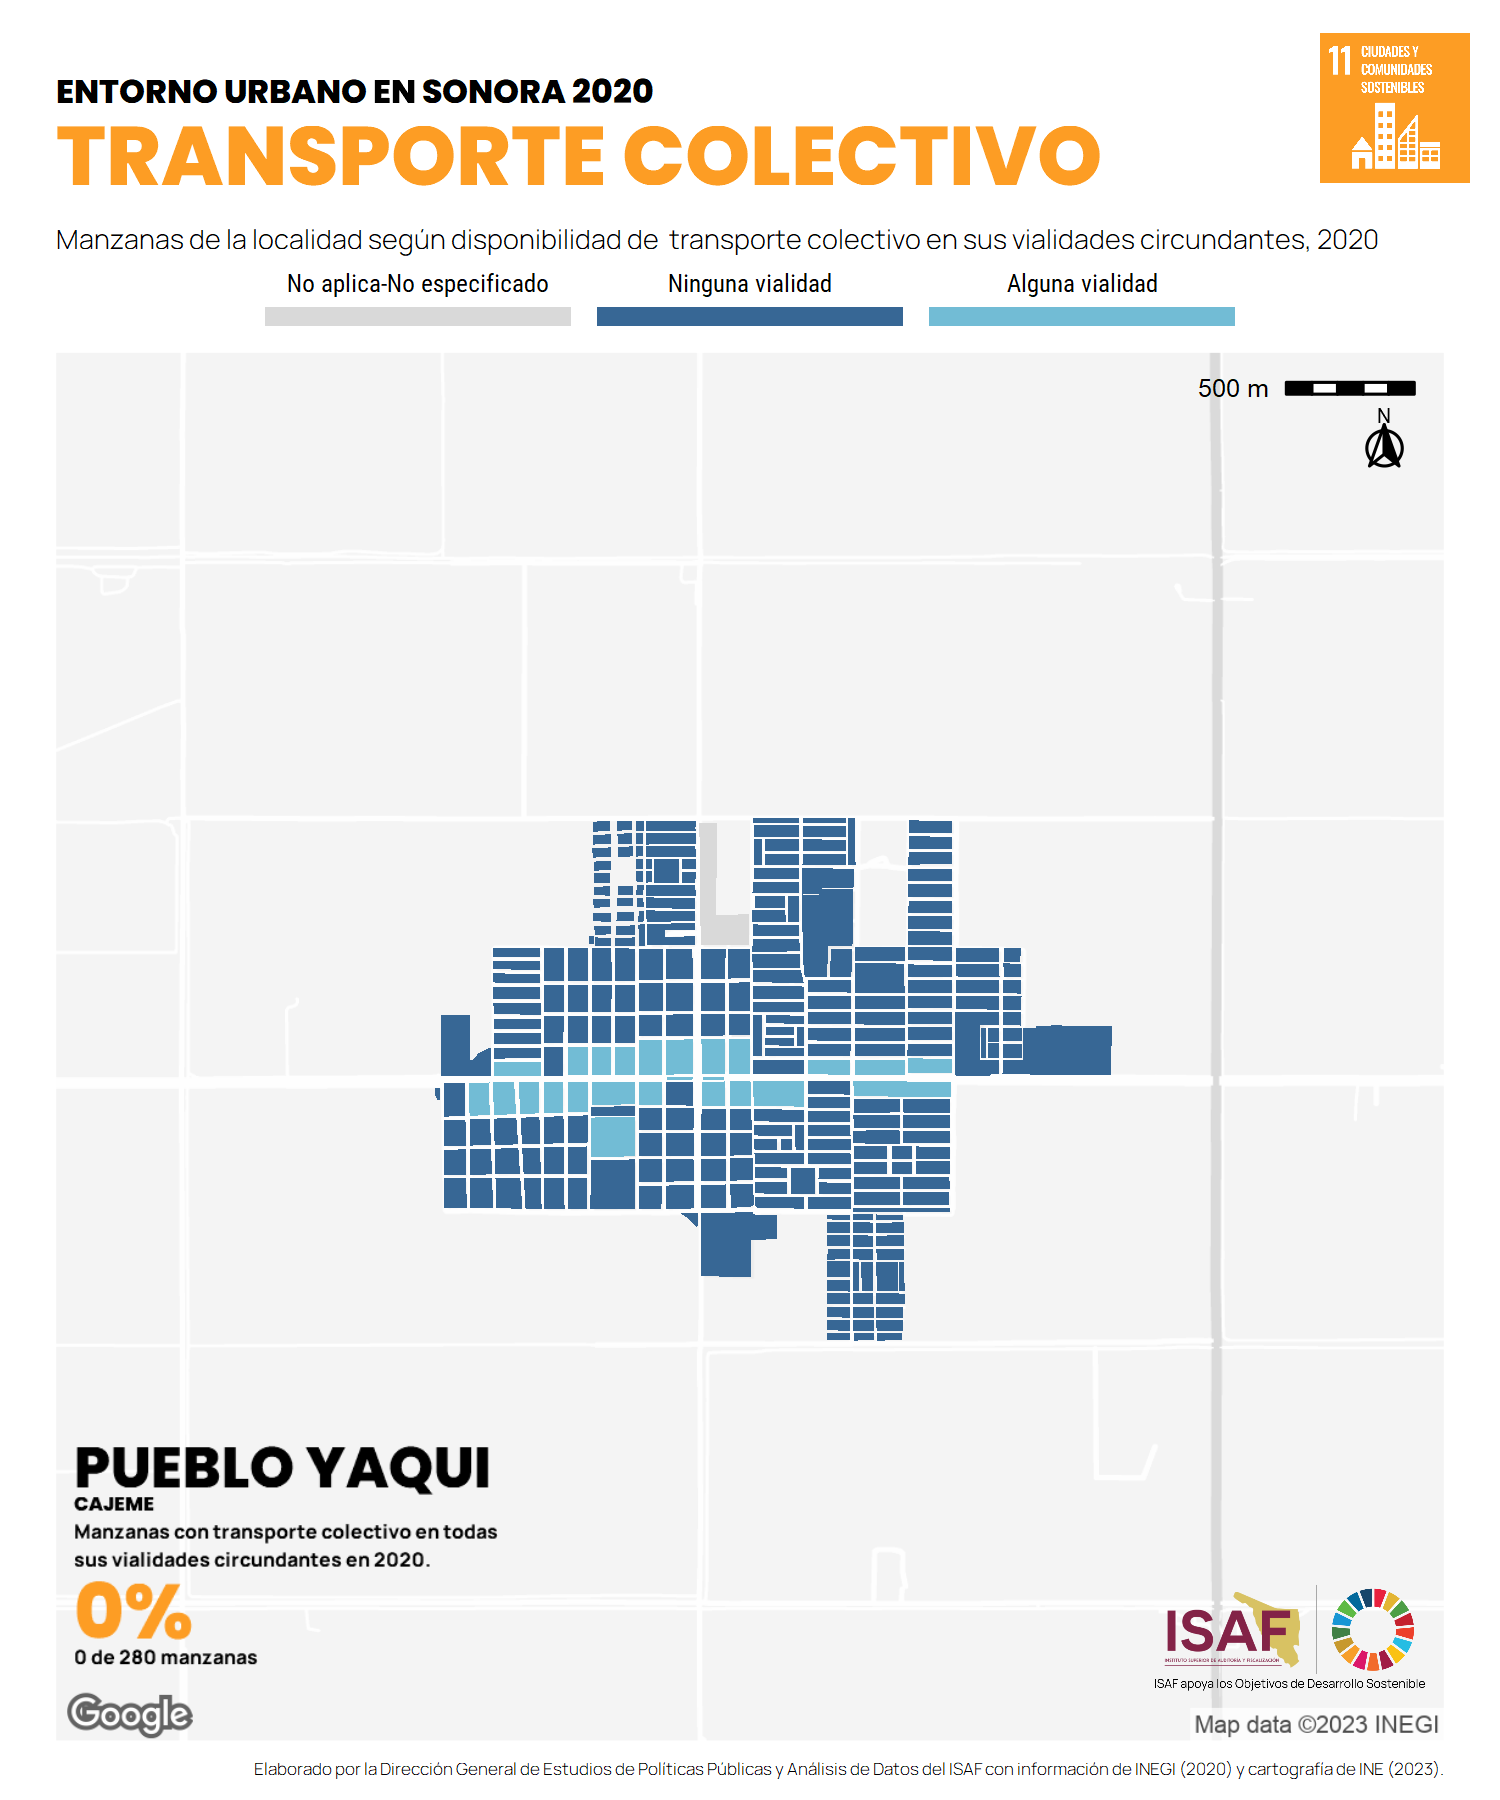 ENTORNO URBANO EN SONORA 2020
TRANSPORTE COLECTIVO
11 CIUDADES Y
COMUNIDADES
SOSTENIBLES
Manzanas de la localidad según disponibilidad de transporte colectivo en sus vialidades circundantes, 2020
No aplica-No especificado
Ninguna vialidad
Alguna vialidad
500 m
N
PUEBLO YAQUI
CAJEME
Manzanas con transporte colectivo en todas
sus vialidades circundantes en 2020.
0%
0 de 280 manzanas
Google
ISAF
INSTITUTO SUPERIOR DE AUDITORÍA Y FISCALIZACIÓN
ISAF apoya los Objetivos de Desarrollo Sostenible
Map data ©2023 INEGI
Elaborado por la Dirección General de Estudios de Políticas Públicas y Análisis de Datos del ISAF con información de INEGI (2020) y cartografía de INE (2023).